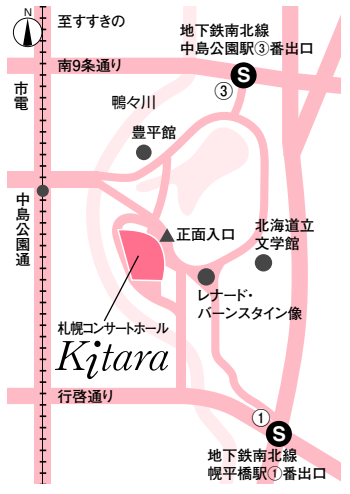 N
至すすきの
地下鉄南北線
中島公園駅③番出口
S
③
南9条通り
市電
鴨々川
豊平館
中島公園通
正面入口
北海道立
文学館
レナード・
バーンスタイン像
札幌コンサートホール
Kitara
行啓通り
①
S
地下鉄南北線
幌平橋駅①番出口